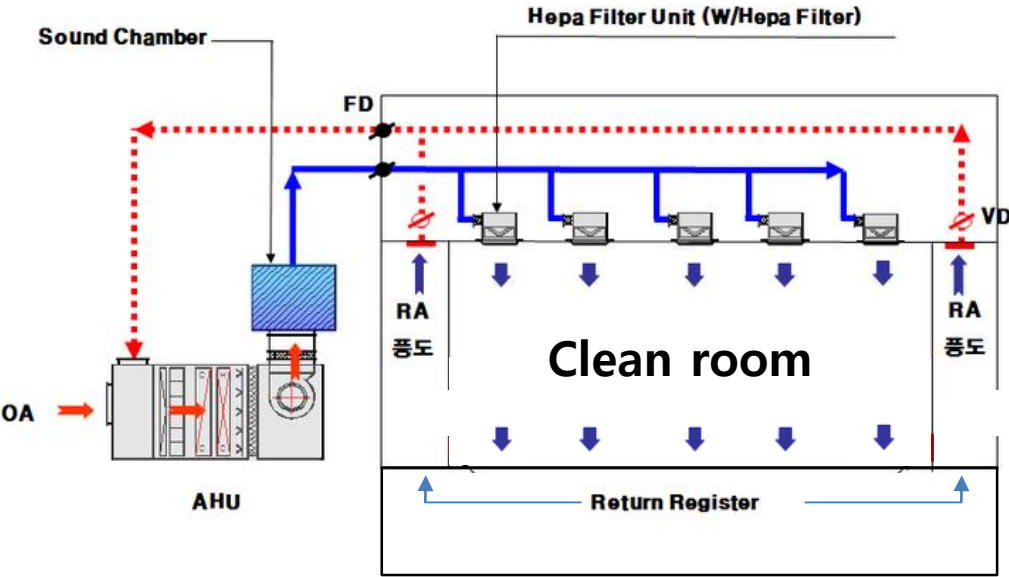 Hepa Filter Unit (W/Hepa Filter)
Sound Chamber
FD
VD
RA
풍도
RA
풍도
Clean room
OA
AHU
Return Register